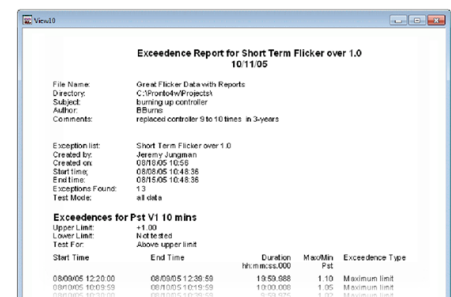 View10
Exceedence Report for Short Term Flicker over 1.0
10/11/05
File Name: Great Flicker Data with Reports
Directory: C:\Pronto4w\Projects\
Subject: burning up controller
Author: BBurns
Comments: replaced controller 9 to 10 times in 3-years
Exception list: Short Term Flicker over 1.0
Created by: Jeremy Jungman
Created on: 08/18/05 10:56
Start time: 08/08/05 10:48:36
End time: 08/15/05 10:48:36
Exceptions Found: 13
Test Mode: all data
Exceedences for Pst V1 10 mins
Upper Limit: +1.00
Lower Limit: Not tested
Test For: Above upper limit
Start Time End Time Duration Max/Min Exceedence Type
hh:mm:ss.000 Pst
08/09/05 12:20:00 08/09/05 12:39:59 19:59.988 1.10 Maximum limit
08/10/05 10:09:59 08/10/05 10:19:59 10:00.008 1.05 Maximum limit